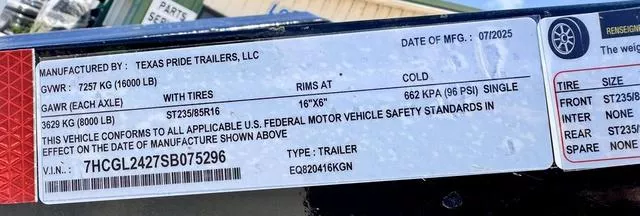 PARTS
SERVICE
MANUFACTURED BY : TEXAS PRIDE TRAILERS, LLC
DATE OF MFG. : 07/2025
GVWR : 7257 KG (16000 LB)
GAWR (EACH AXLE) WITH TIRES RIMS AT COLD
3629 KG (8000 LB) ST235/85R16 16"X6" 662 KPA (96 PSI) SINGLE
THIS VEHICLE CONFORMS TO ALL APPLICABLE U.S. FEDERAL MOTOR VEHICLE SAFETY STANDARDS IN
EFFECT ON THE DATE OF MANUFACTURE SHOWN ABOVE
V.I.N.: 7HCGL2427SB075296 TYPE : TRAILER
EQ820416KGN
RENSEIGN
The weig
TIRE SIZE
FRONT ST235/
INTER NONE
REAR ST235/8
SPARE NONE